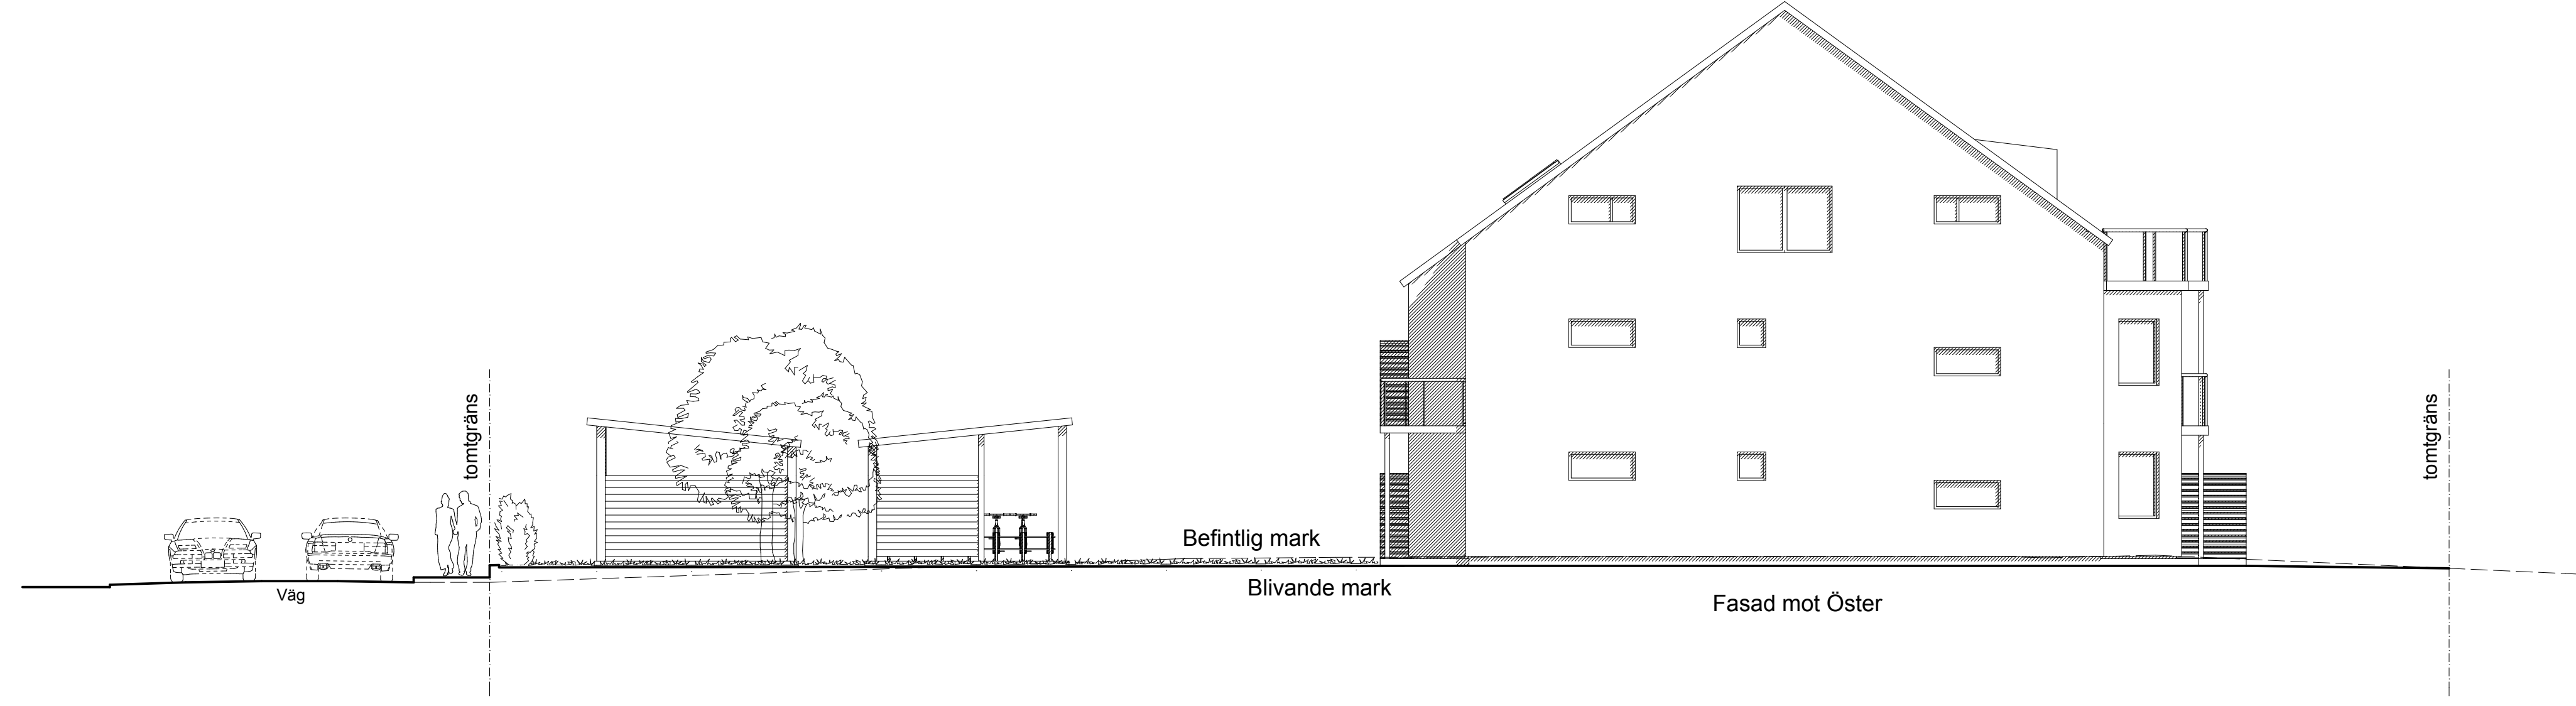 tomtgräns
tomtgräns
Befintlig mark
Blivande mark
Väg
Fasad mot Öster